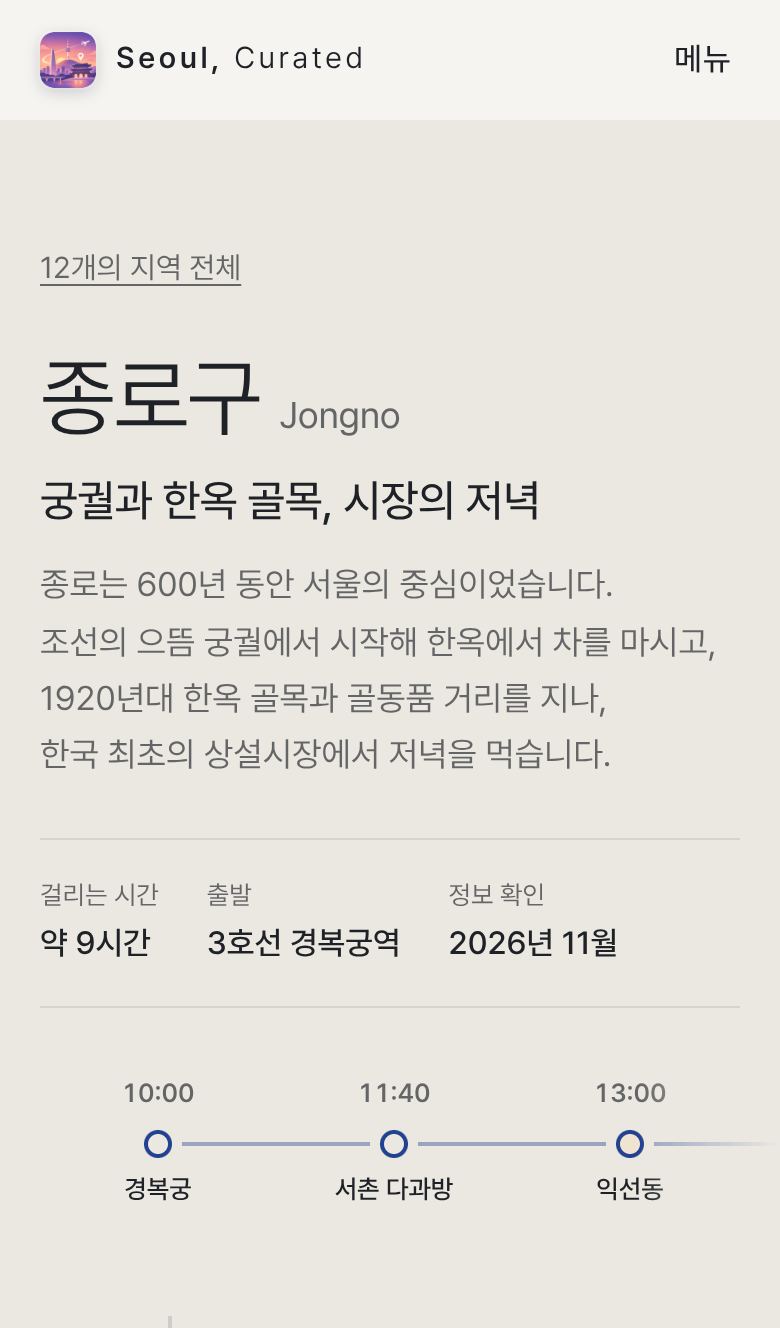 Seoul, Curated
메뉴
12개의 지역 전체
종로구 Jongno
궁궐과 한옥 골목, 시장의 저녁
종로는 600년 동안 서울의 중심이었습니다.
조선의 으뜸 궁궐에서 시작해 한옥에서 차를 마시고,
1920년대 한옥 골목과 골동품 거리를 지나,
한국 최초의 상설시장에서 저녁을 먹습니다.
걸리는 시간 출발 정보 확인
약 9시간 3호선 경복궁역 2026년 11월
10:00 11:40 13:00
경복궁 서촌 다과방 익선동